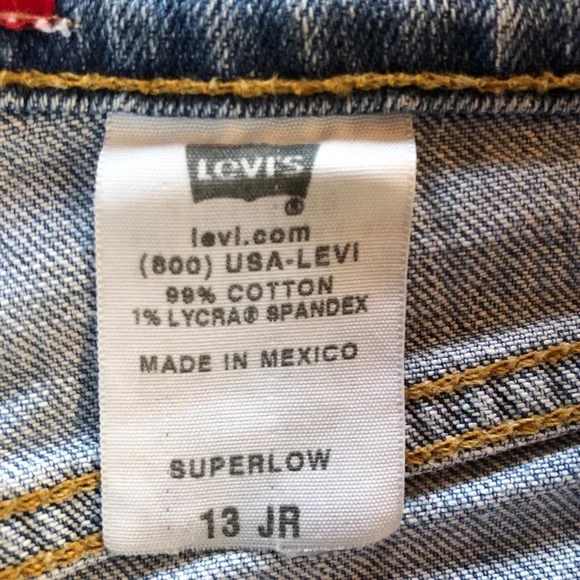 Levi's
®
levi.com
(800) USA-LEVI
99% COTTON
1% LYCRA® SPANDEX
MADE IN MEXICO
SUPERLOW
13 JR